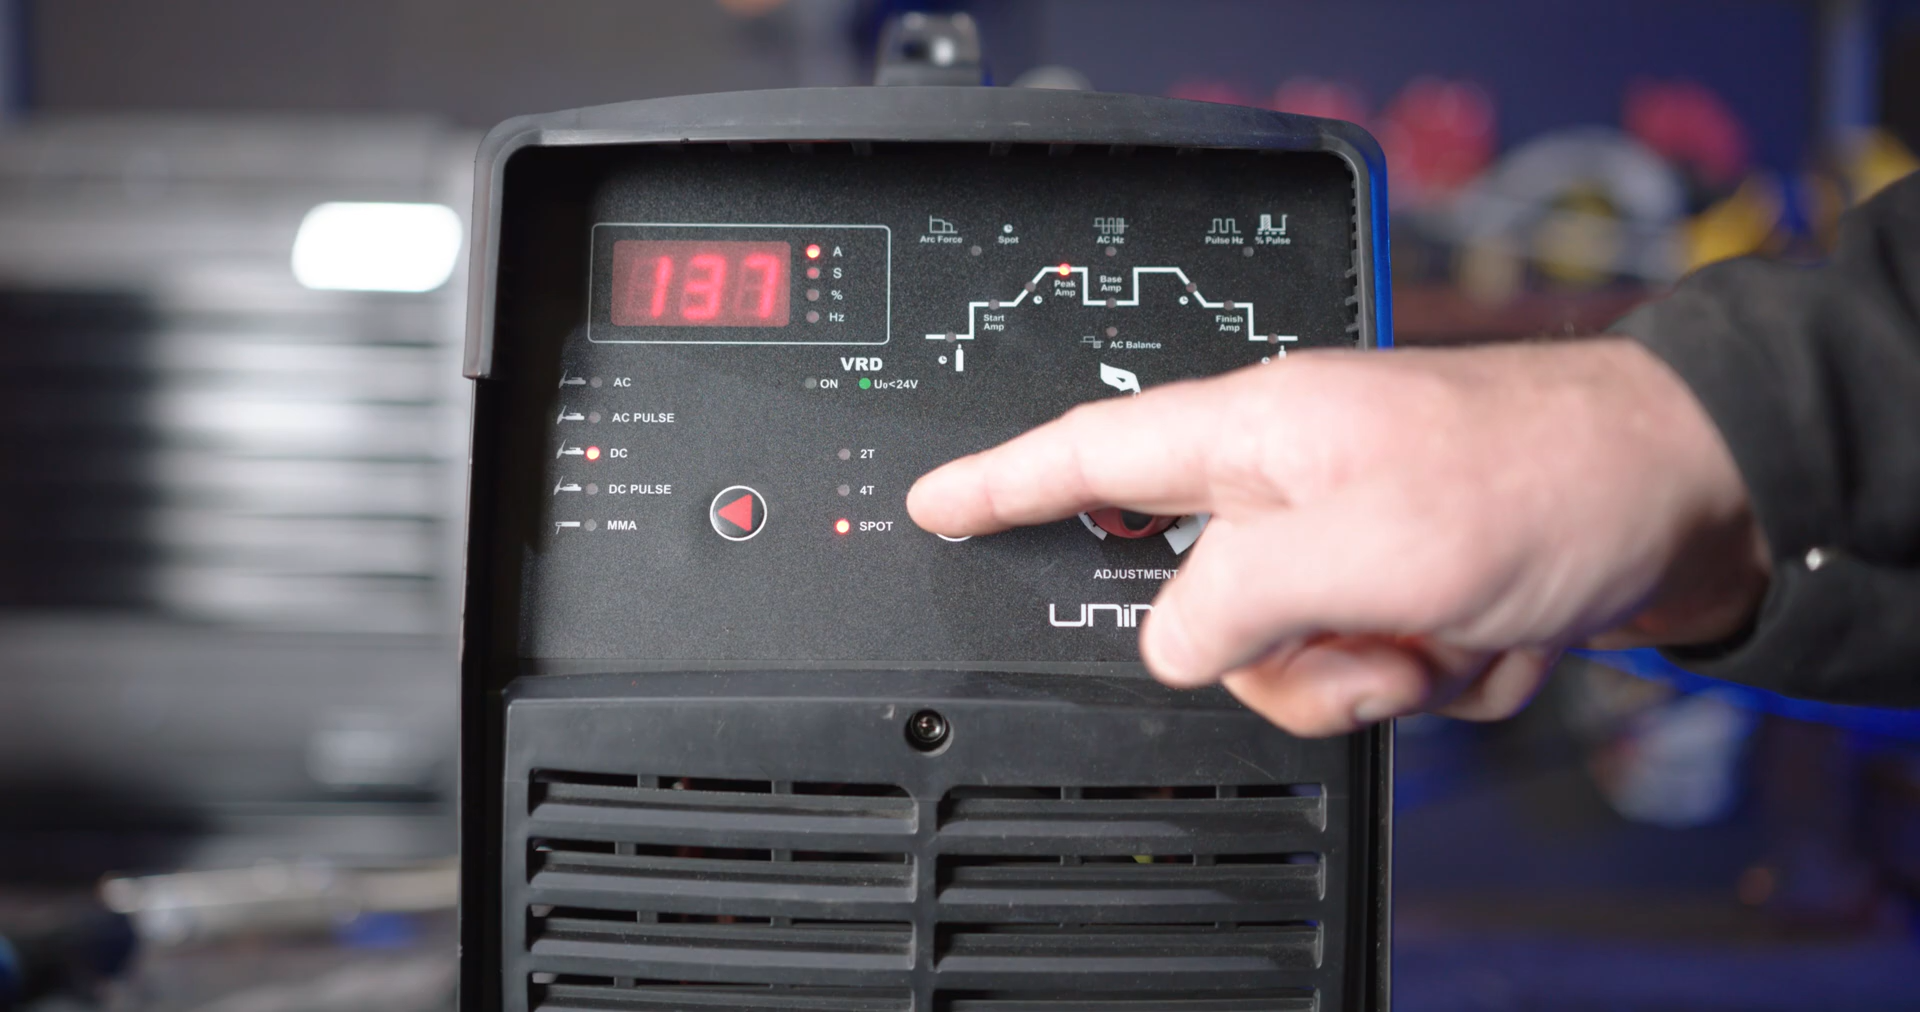 137
A
S
%
Hz
Arc Force
Spot
AC Hz
Pulse Hz
% Pulse
Peak
Amp
Base
Amp
Start
Amp
Finish
Amp
AC Balance
VRD
ON
U₀<24V
AC
AC PULSE
DC
DC PULSE
MMA
2T
4T
SPOT
ADJUSTMENT